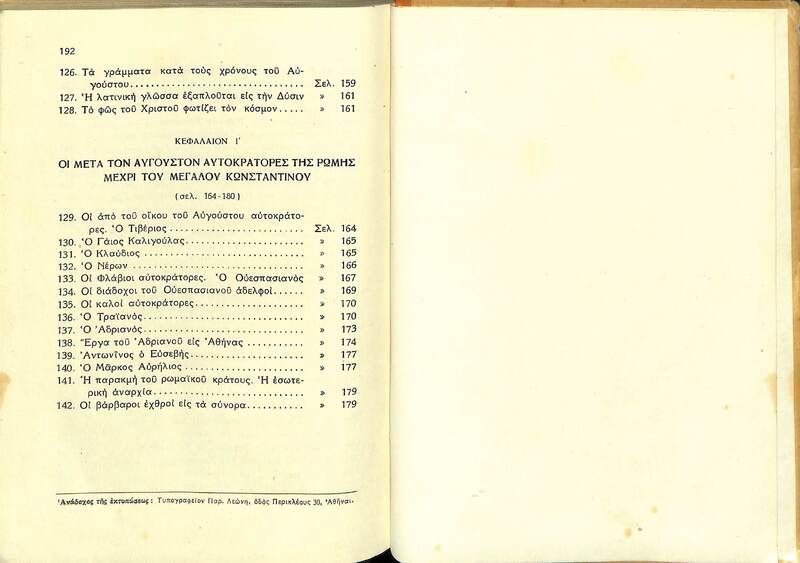 192
126. Τὰ γράμματα κατὰ τοὺς χρόνους τοῦ Αὐ-
γούστου............................... Σελ. 159
127. Ἡ λατινικὴ γλῶσσα ἐξαπλοῦται εἰς τὴν Δύσιν » 161
128. Τὸ φῶς τοῦ Χριστοῦ φωτίζει τὸν κόσμον..... » 161
ΚΕΦΑΛΑΙΟΝ Ι'
ΟΙ ΜΕΤΑ ΤΟΝ ΑΥΓΟΥΣΤΟΝ ΑΥΤΟΚΡΑΤΟΡΕΣ ΤΗΣ ΡΩΜΗΣ
ΜΕΧΡΙ ΤΟΥ ΜΕΓΑΛΟΥ ΚΩΝΣΤΑΝΤΙΝΟΥ
(σελ. 164-180)
129. Οἱ ἀπὸ τοῦ οἴκου τοῦ Αὐγούστου αὐτοκράτο-
ρες. Ὁ Τιβέριος ........................ Σελ. 164
130. Ὁ Γάιος Καλιγούλας..................... » 165
131. Ὁ Κλαύδιος............................. » 165
132. Ὁ Νέρων ............................... » 166
133. Οἱ Φλάβιοι αὐτοκράτορες. Ὁ Οὐεσπασιανὸς » 167
134. Οἱ διάδοχοι τοῦ Οὐεσπασιανοῦ ἀδελφοί...... » 169
135. Οἱ καλοὶ αὐτοκράτορες.................... » 170
136. Ὁ Τραϊανὸς............................. » 170
137. Ὁ Ἀδριανός............................. » 173
138. Ἔργα τοῦ Ἀδριανοῦ εἰς Ἀθήνας ............ » 174
139. Ἀντωνῖνος ὁ Εὐσεβὴς..................... » 177
140. Ὁ Μᾶρκος Αὐρήλιος...................... » 177
141. Ἡ παρακμὴ τοῦ ρωμαϊκοῦ κράτους. Ἡ ἐσωτε-
ρικὴ ἀναρχία........................... » 179
142. Οἱ βάρβαροι ἐχθροὶ εἰς τὰ σύνορα........... » 179
Ἀνάδοχος τῆς ἐκτυπώσεως : Τυπογραφεῖον Παρ. Λεώνη, ὁδὸς Περικλέους 30, Ἀθῆναι.